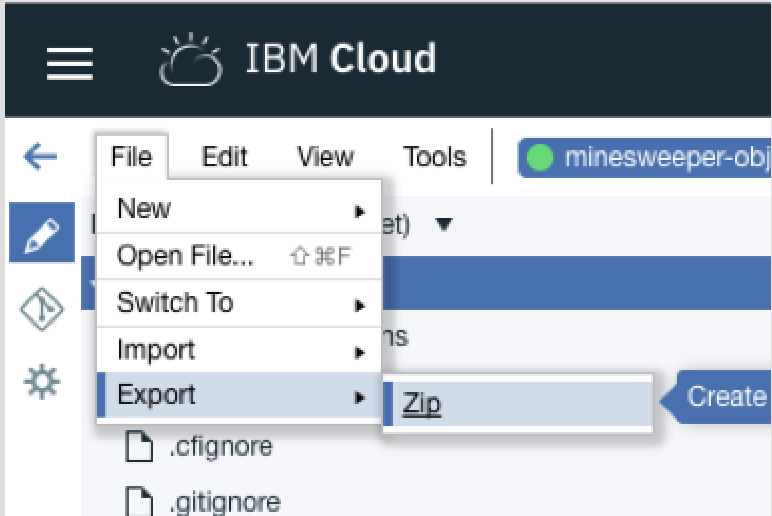 IBM Cloud
File Edit View Tools minesweeper-obj
New
et)
Open File... ⇧⌘F
Switch To
Import
Export
Zip
Create
.cfignore
.gitignore